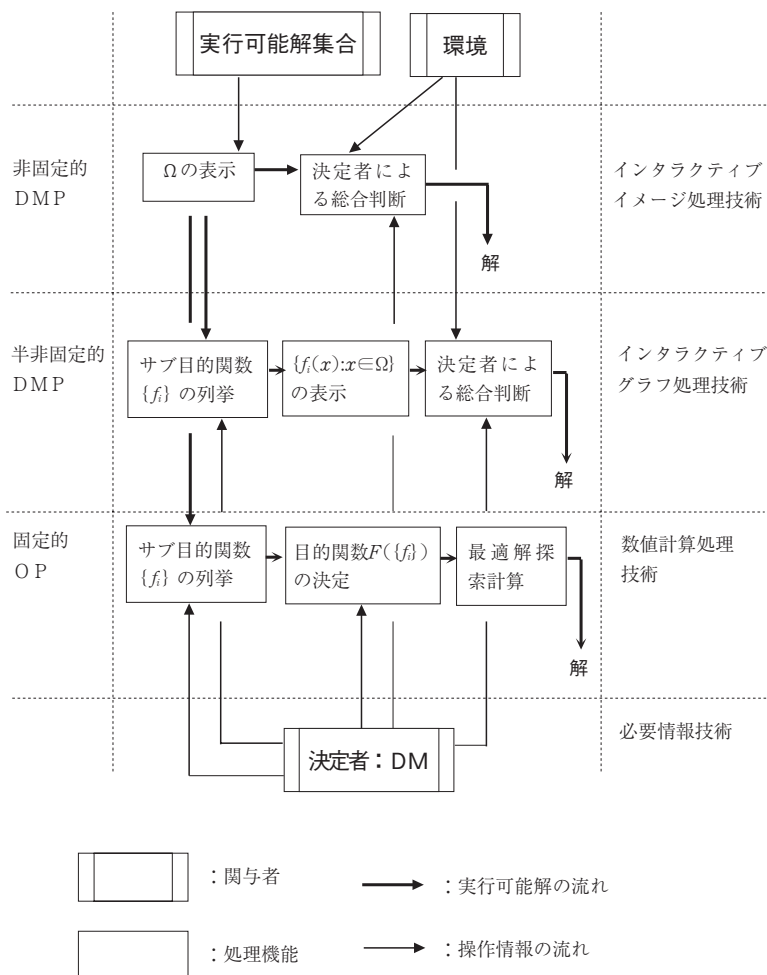 実行可能解集合
環境
非固定的
DMP
Ωの表示
決定者によ
る総合判断
インタラクティブ
イメージ処理技術
解
半非固定的
DMP
サブ目的関数
{fi} の列挙
{fi(x):x∈Ω}
の表示
決定者によ
る総合判断
インタラクティブ
グラフ処理技術
解
固定的
OP
サブ目的関数
{fi} の列挙
目的関数F({fi})
の決定
最適解探
索計算
数値計算処理
技術
解
必要情報技術
決定者：DM
：関与者
：実行可能解の流れ
：処理機能
：操作情報の流れ